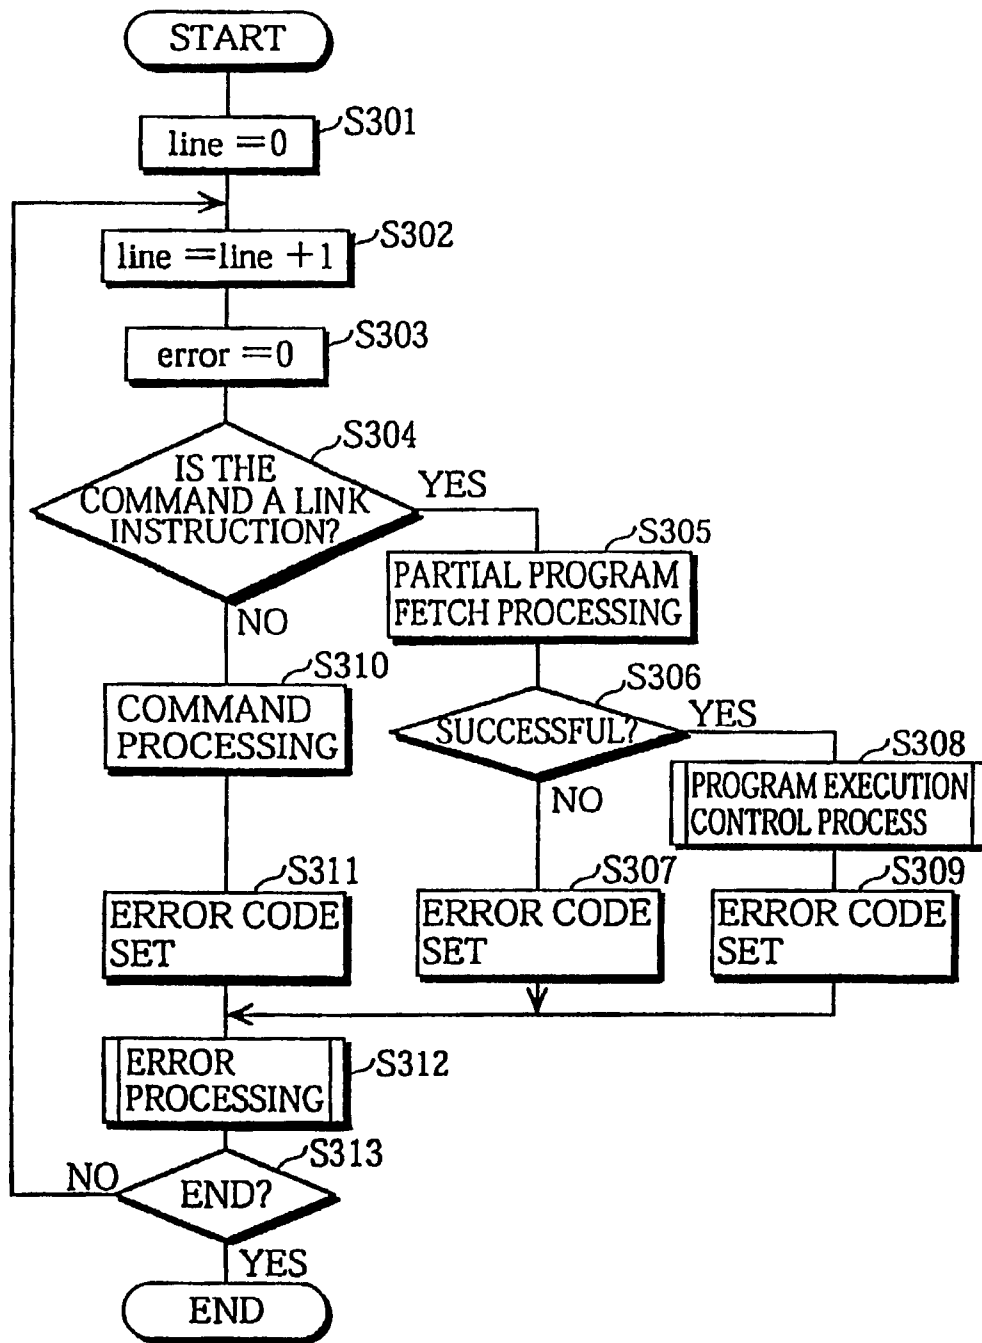 START
S301
line =0
S302
line =line +1
S303
error =0
S304
IS THE
COMMAND A LINK
INSTRUCTION?
YES
NO
S305
PARTIAL PROGRAM
FETCH PROCESSING
S310
COMMAND
PROCESSING
S306
SUCCESSFUL?
YES
NO
S308
PROGRAM EXECUTION
CONTROL PROCESS
S311
ERROR CODE
SET
S307
ERROR CODE
SET
S309
ERROR CODE
SET
S312
ERROR
PROCESSING
S313
END?
NO
YES
END